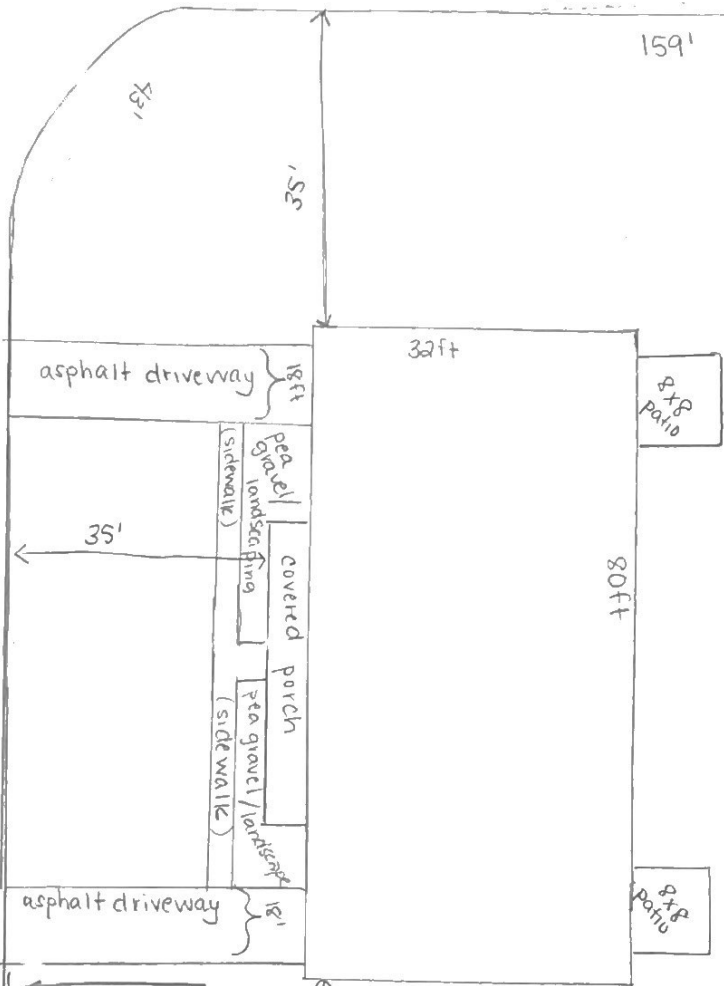 159'
43'
35'
32ft
asphalt driveway
18ft
8x8
patio
pea
gravel/
landscaping
(sidewalk)
35'
covered porch
80ft
pea gravel/landscape
(sidewalk)
asphalt driveway
18'
8x8
patio